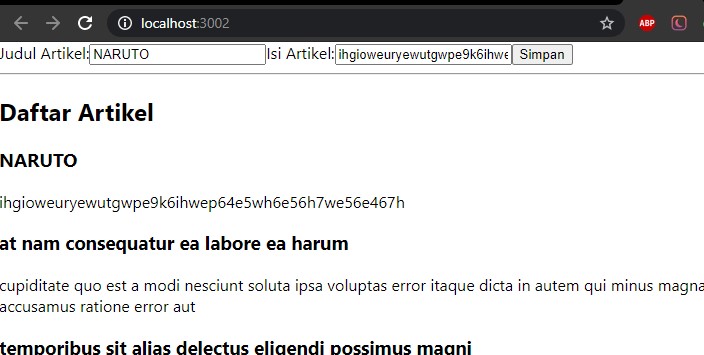 localhost:3002
ABP
Judul Artikel: NARUTO Isi Artikel: ihgioweuryewutgwpe9k6ihwe Simpan
Daftar Artikel
NARUTO
ihgioweuryewutgwpe9k6ihwep64e5wh6e56h7we56e467h
at nam consequatur ea labore ea harum
cupiditate quo est a modi nesciunt soluta ipsa voluptas error itaque dicta in autem qui minus magna
accusamus ratione error aut
temporibus sit alias delectus eligendi possimus magni